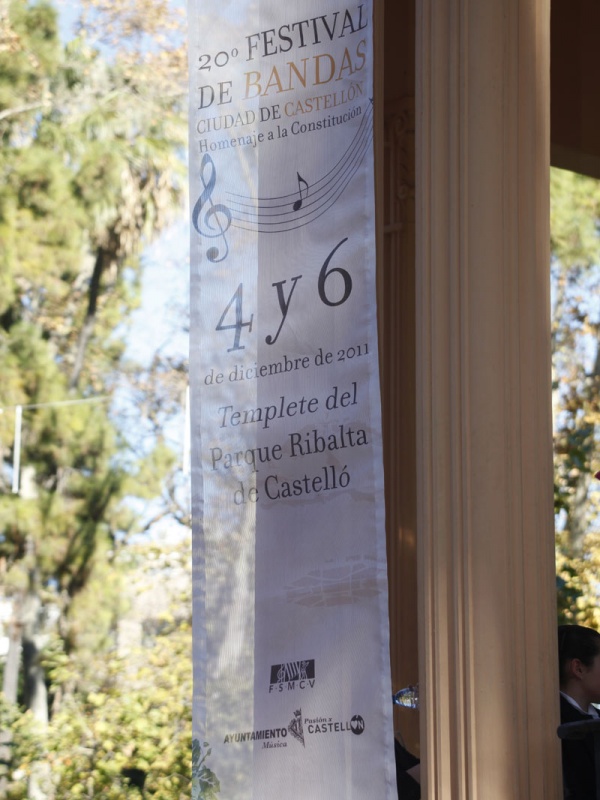 20º FESTIVAL
DE BANDAS
CIUDAD DE CASTELLÓN
Homenaje a la Constitución
4 y 6
de diciembre de 2011
Templete del
Parque Ribalta
de Castelló
F·S·M·C·V
AYUNTAMIENTO
Música
Pasión x
CASTELLÓN